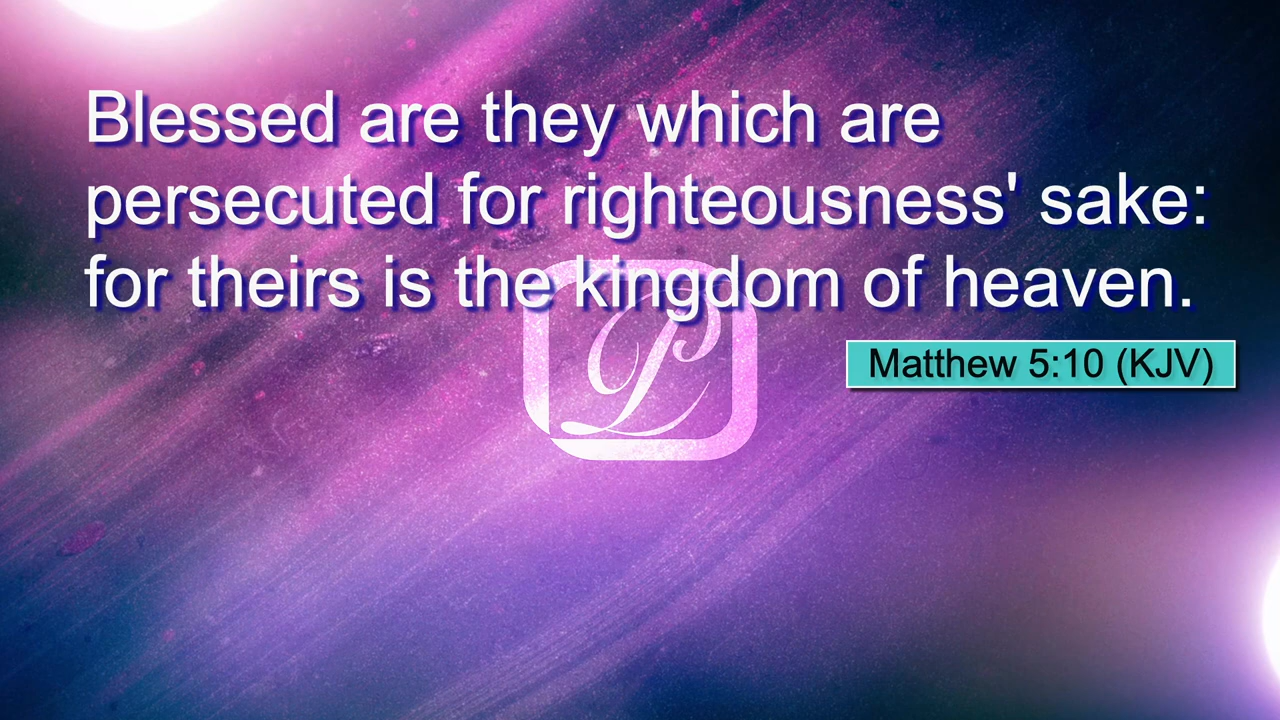 Blessed are they which are
persecuted for righteousness' sake:
for theirs is the kingdom of heaven.
Matthew 5:10 (KJV)
P